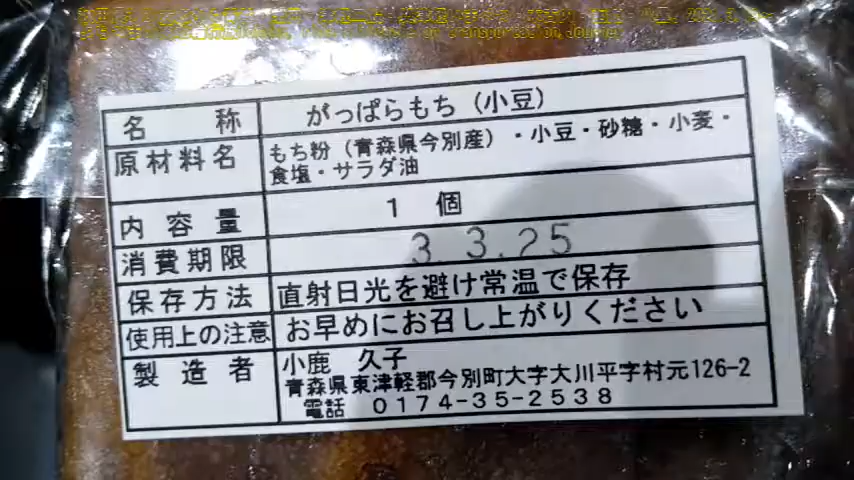 名称 がっぱらもち（小豆）
原材料名 もち粉（青森県今別産）・小豆・砂糖・小麦・
食塩・サラダ油
内容量 1 個
消費期限 3.3.25
保存方法 直射日光を避け常温で保存
使用上の注意 お早めにお召し上がりください
製造者 小鹿 久子
青森県東津軽郡今別町大字大川平字村元126-2
電話 0174-35-2538